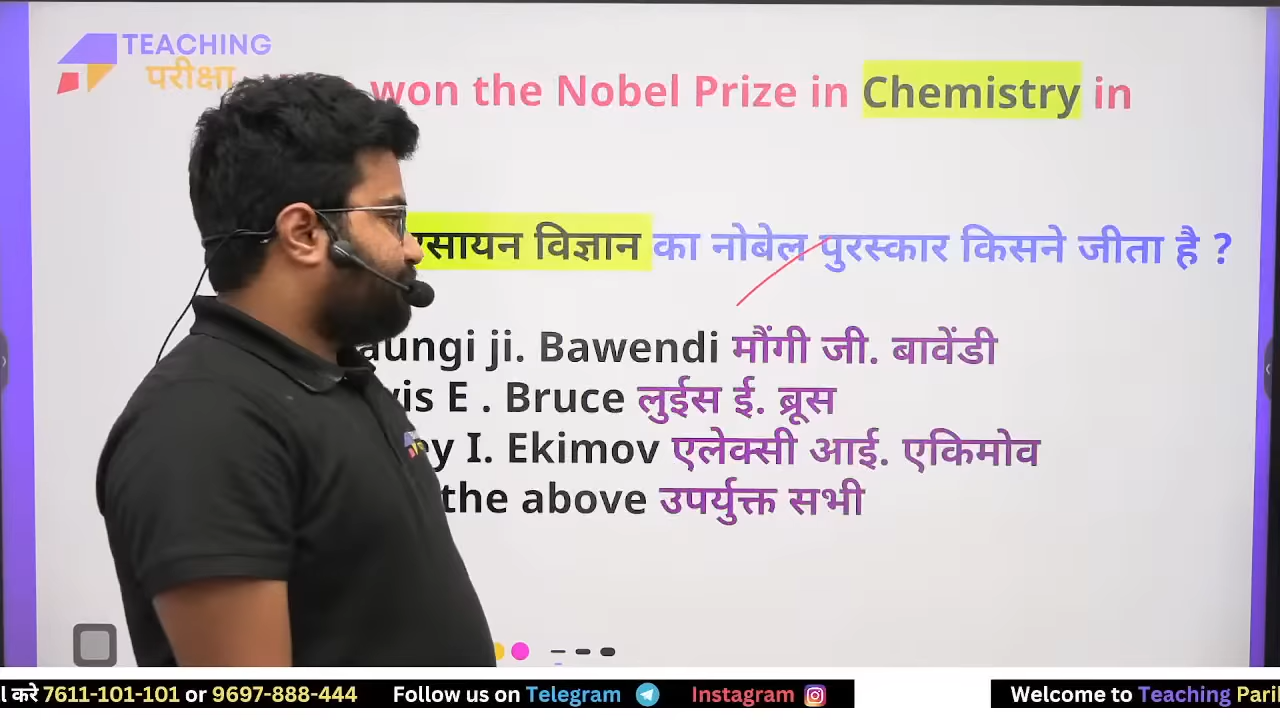 TEACHING
परीक्षा
won the Nobel Prize in Chemistry in
रसायन विज्ञान का नोबेल पुरस्कार किसने जीता है ?
aungi ji. Bawendi मौंगी जी. बावेंडी
is E . Bruce लुईस ई. ब्रूस
ey I. Ekimov एलेक्सी आई. एकिमोव
the above उपर्युक्त सभी
l करे 7611-101-101 or 9697-888-444 Follow us on Telegram Instagram Welcome to Teaching Pari